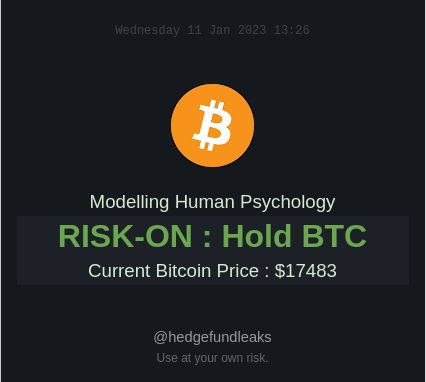 Wednesday 11 Jan 2023 13:26
Modelling Human Psychology
RISK-ON : Hold BTC
Current Bitcoin Price : $17483
@hedgefundleaks
Use at your own risk.